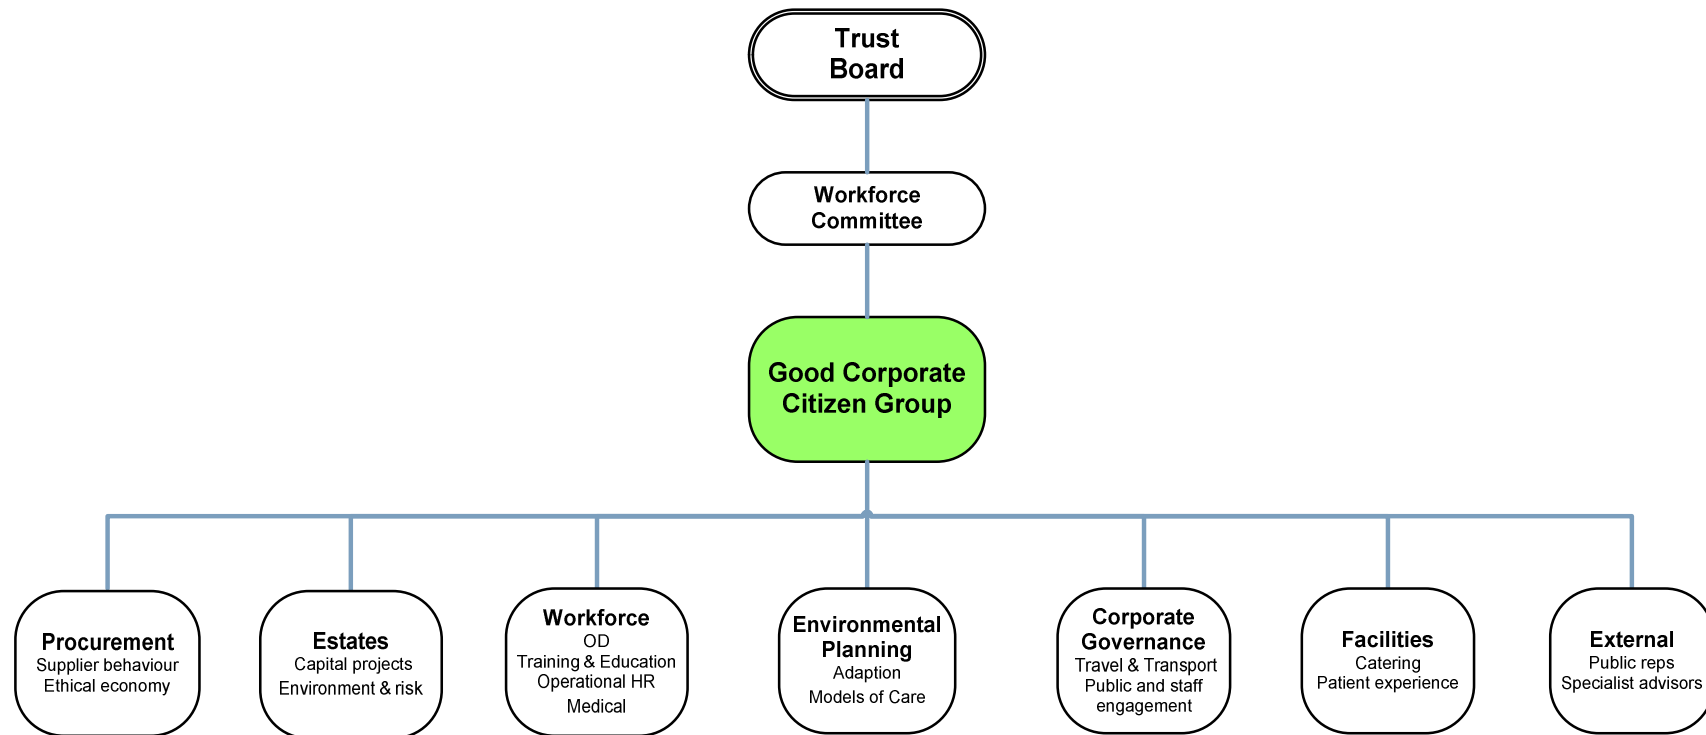 Trust
Board
Workforce
Committee
Good Corporate
Citizen Group
Procurement
Supplier behaviour
Ethical economy
Estates
Capital projects
Environment & risk
Workforce
OD
Training & Education
Operational HR
Medical
Environmental
Planning
Adaption
Models of Care
Corporate
Governance
Travel & Transport
Public and staff
engagement
Facilities
Catering
Patient experience
External
Public reps
Specialist advisors